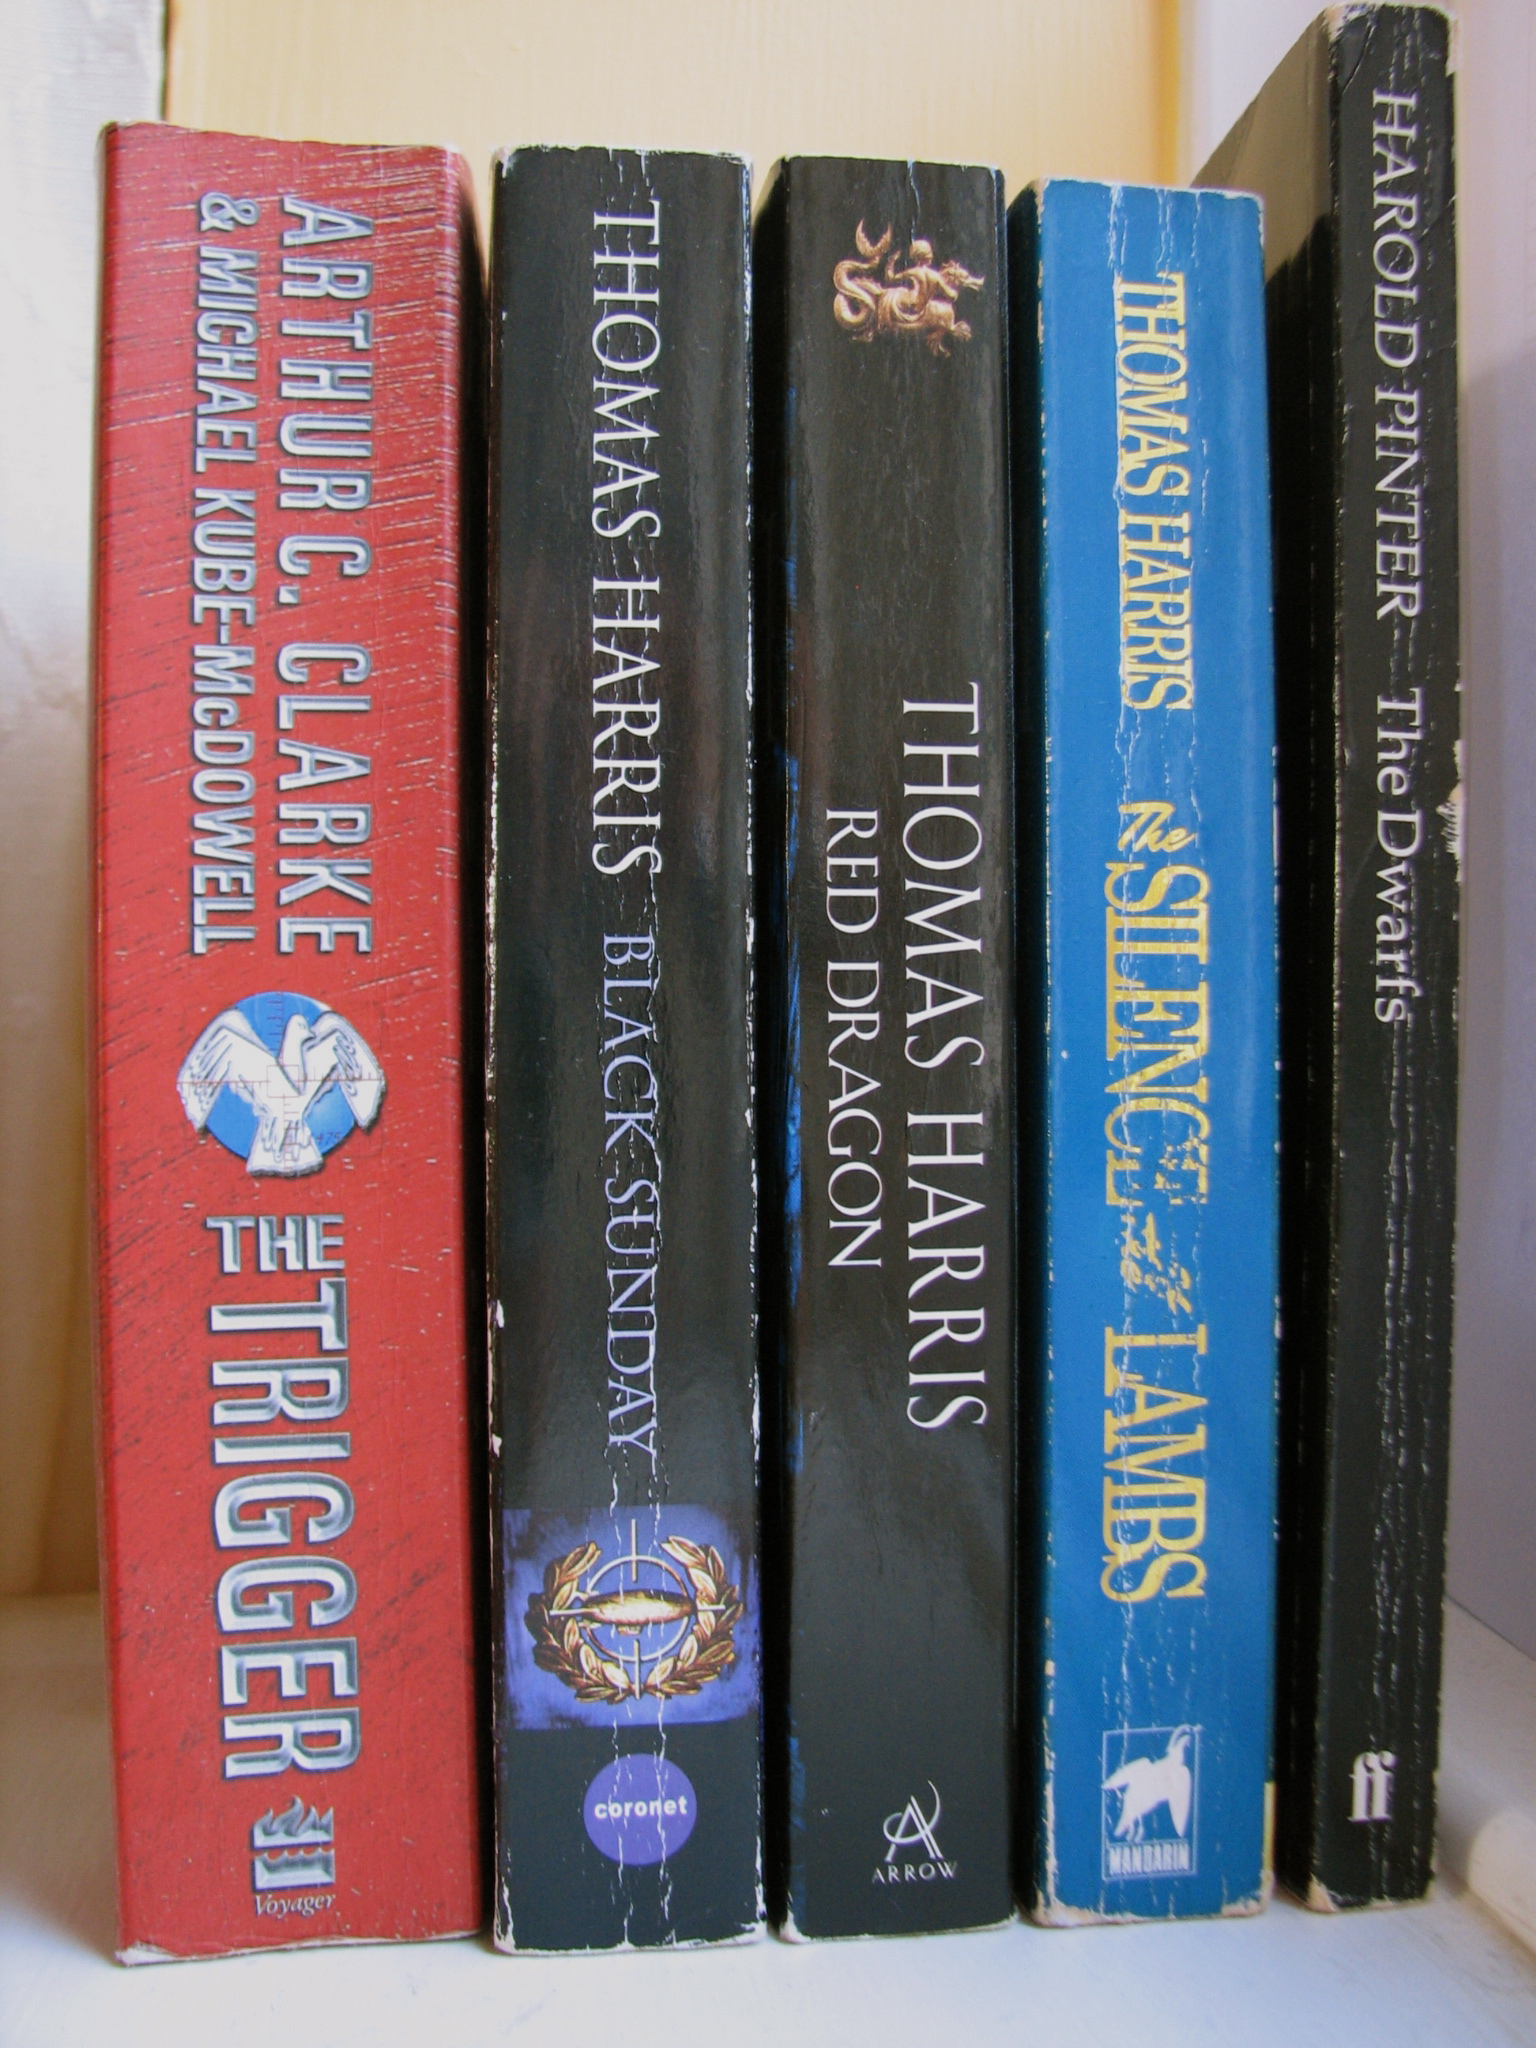 ARTHUR C. CLARKE
& MICHAEL KUBE-McDOWELL
THE TRIGGER
Voyager
THOMAS HARRIS BLACK SUNDAY
coronet
THOMAS HARRIS
RED DRAGON
ARROW
THOMAS HARRIS The SILENCE of the LAMBS
MANDARIN
HAROLD PINTER The Dwarfs
ff